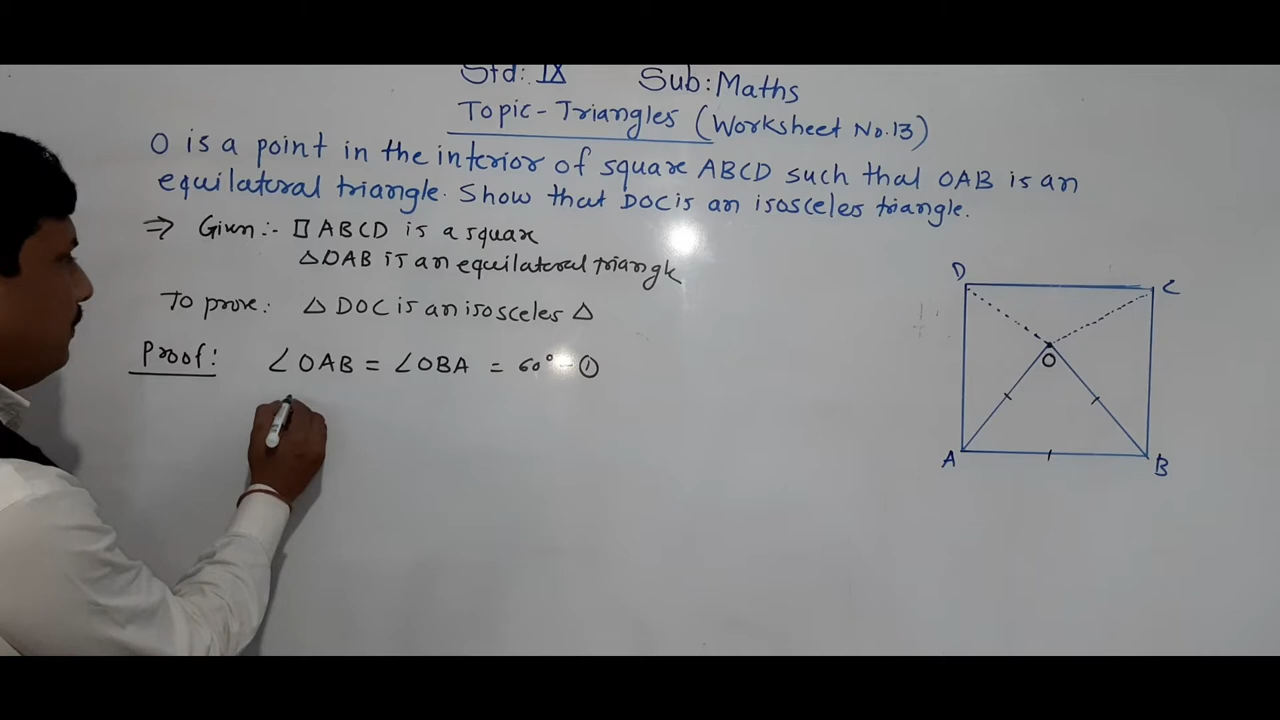 Std: IX Sub: Maths
Topic - Triangles (Worksheet No. 13)
O is a point in the interior of square ABCD such that OAB is an
equilateral triangle. Show that DOC is an isosceles triangle.
⇒ Given :- □ ABCD is a square
△OAB is an equilateral triangle
To prove: △ DOC is an isosceles △
Proof: ∠OAB = ∠OBA = 60° - ①
D C
O
A B